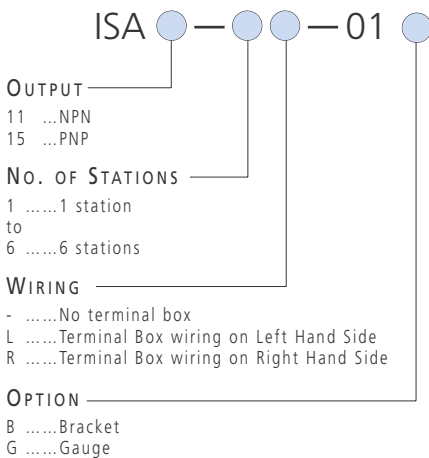 ISA — — 01
OUTPUT
11 ...NPN
15 ...PNP
NO. OF STATIONS
1 ......1 station
to
6 ......6 stations
WIRING
- ......No terminal box
L ......Terminal Box wiring on Left Hand Side
R ......Terminal Box wiring on Right Hand Side
OPTION
B ......Bracket
G ......Gauge